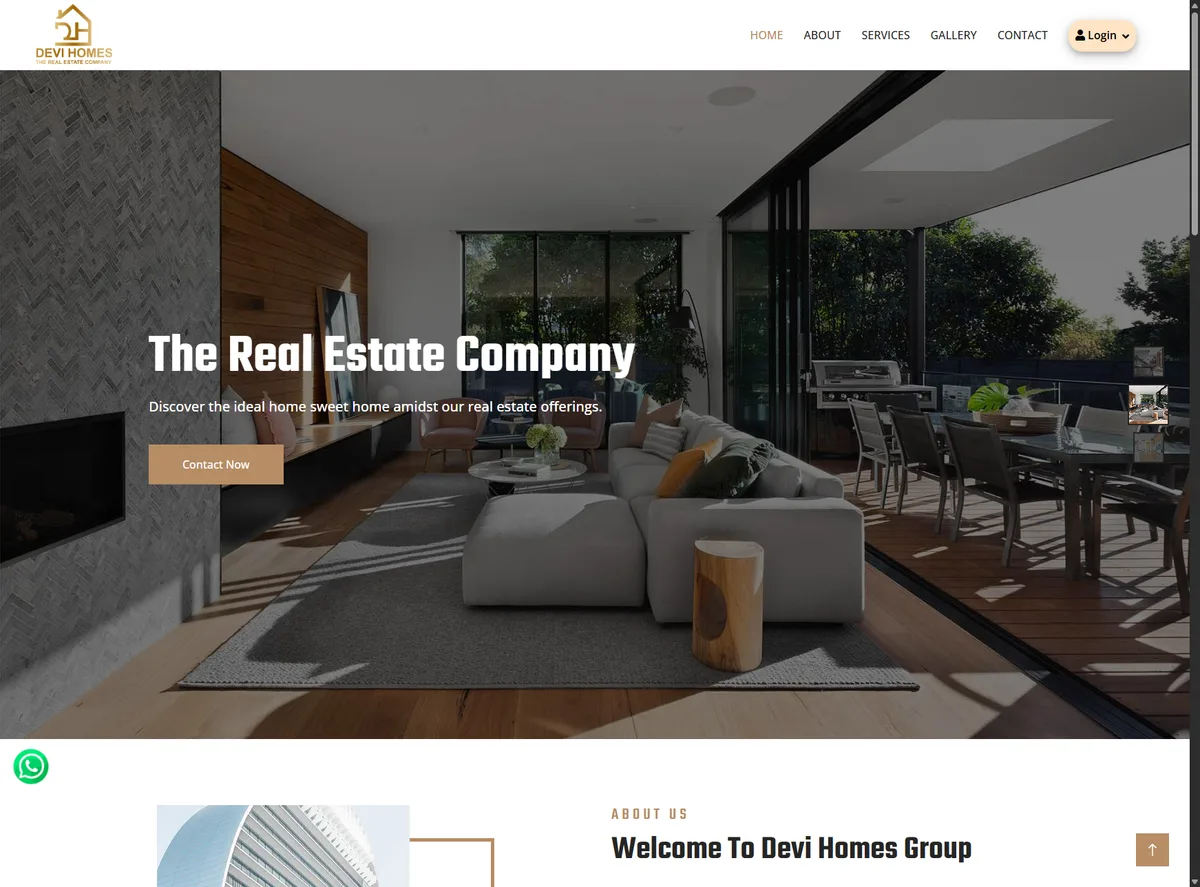 DEVI HOMES
THE REAL ESTATE COMPANY
HOME
ABOUT
SERVICES
GALLERY
CONTACT
Login
The Real Estate Company
Discover the ideal home sweet home amidst our real estate offerings.
Contact Now
ABOUT US
Welcome To Devi Homes Group